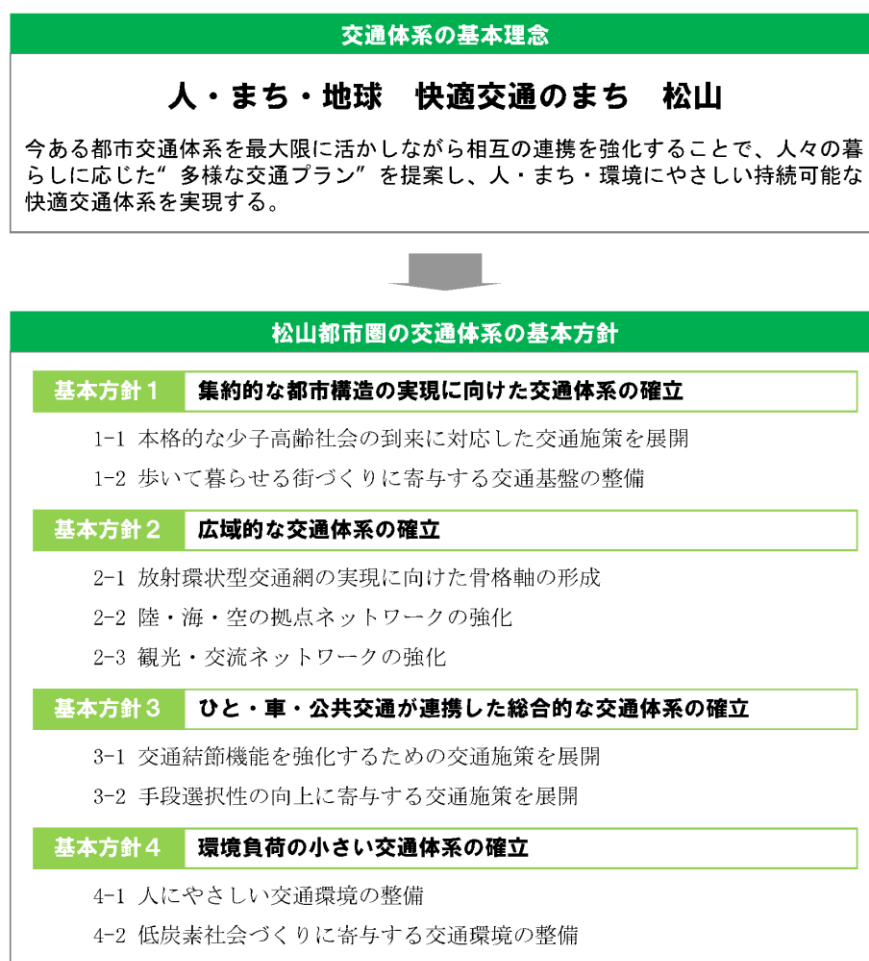 交通体系の基本理念
人・まち・地球　快適交通のまち　松山
今ある都市交通体系を最大限に活かしながら相互の連携を強化することで、人々の暮
らしに応じた“多様な交通プラン”を提案し、人・まち・環境にやさしい持続可能な
快適交通体系を実現する。
松山都市圏の交通体系の基本方針
基本方針１　集約的な都市構造の実現に向けた交通体系の確立
1-1 本格的な少子高齢社会の到来に対応した交通施策を展開
1-2 歩いて暮らせる街づくりに寄与する交通基盤の整備
基本方針２　広域的な交通体系の確立
2-1 放射環状型交通網の実現に向けた骨格軸の形成
2-2 陸・海・空の拠点ネットワークの強化
2-3 観光・交流ネットワークの強化
基本方針３　ひと・車・公共交通が連携した総合的な交通体系の確立
3-1 交通結節機能を強化するための交通施策を展開
3-2 手段選択性の向上に寄与する交通施策を展開
基本方針４　環境負荷の小さい交通体系の確立
4-1 人にやさしい交通環境の整備
4-2 低炭素社会づくりに寄与する交通環境の整備